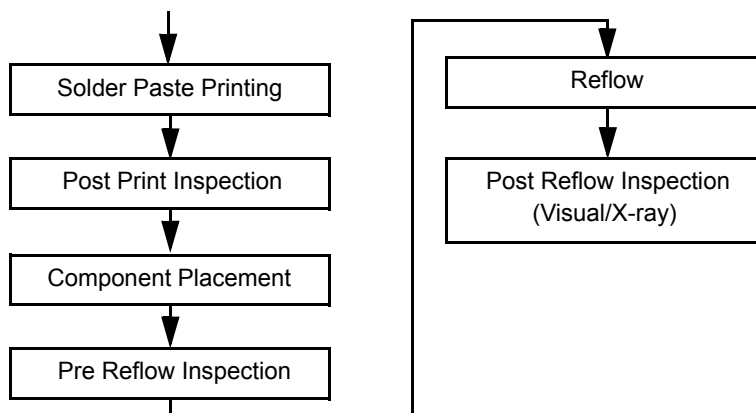 Solder Paste Printing
Post Print Inspection
Component Placement
Pre Reflow Inspection
Reflow
Post Reflow Inspection
(Visual/X-ray)